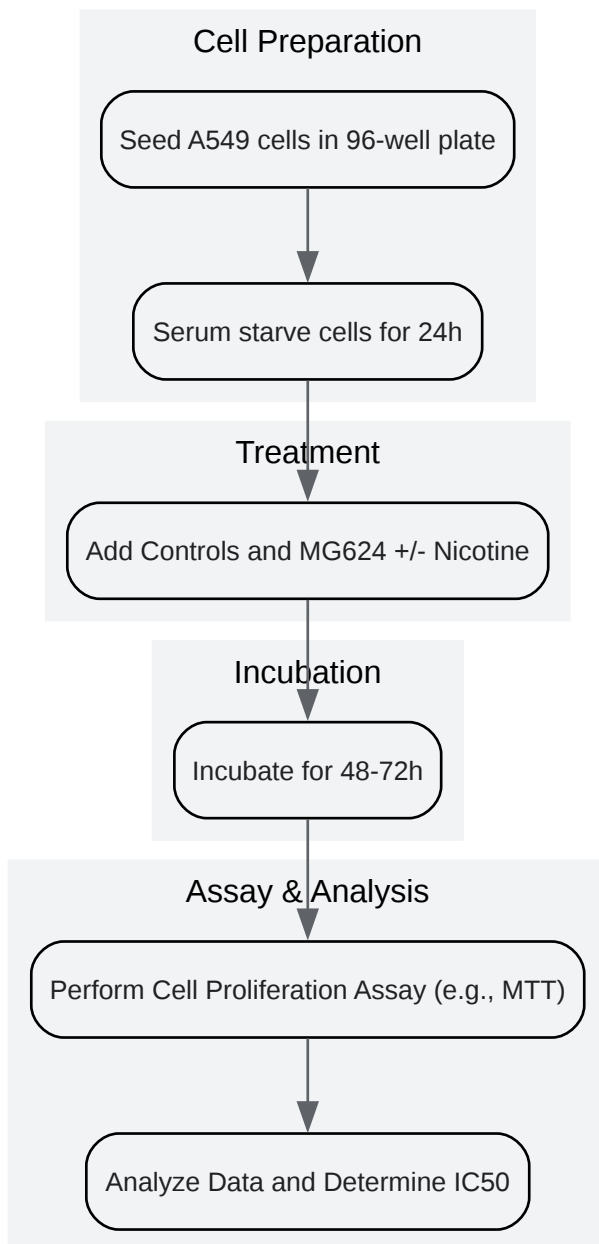 Cell Preparation
Seed A549 cells in 96-well plate
Serum starve cells for 24h
Treatment
Add Controls and MG624 +/- Nicotine
Incubation
Incubate for 48-72h
Assay & Analysis
Perform Cell Proliferation Assay (e.g., MTT)
Analyze Data and Determine IC50